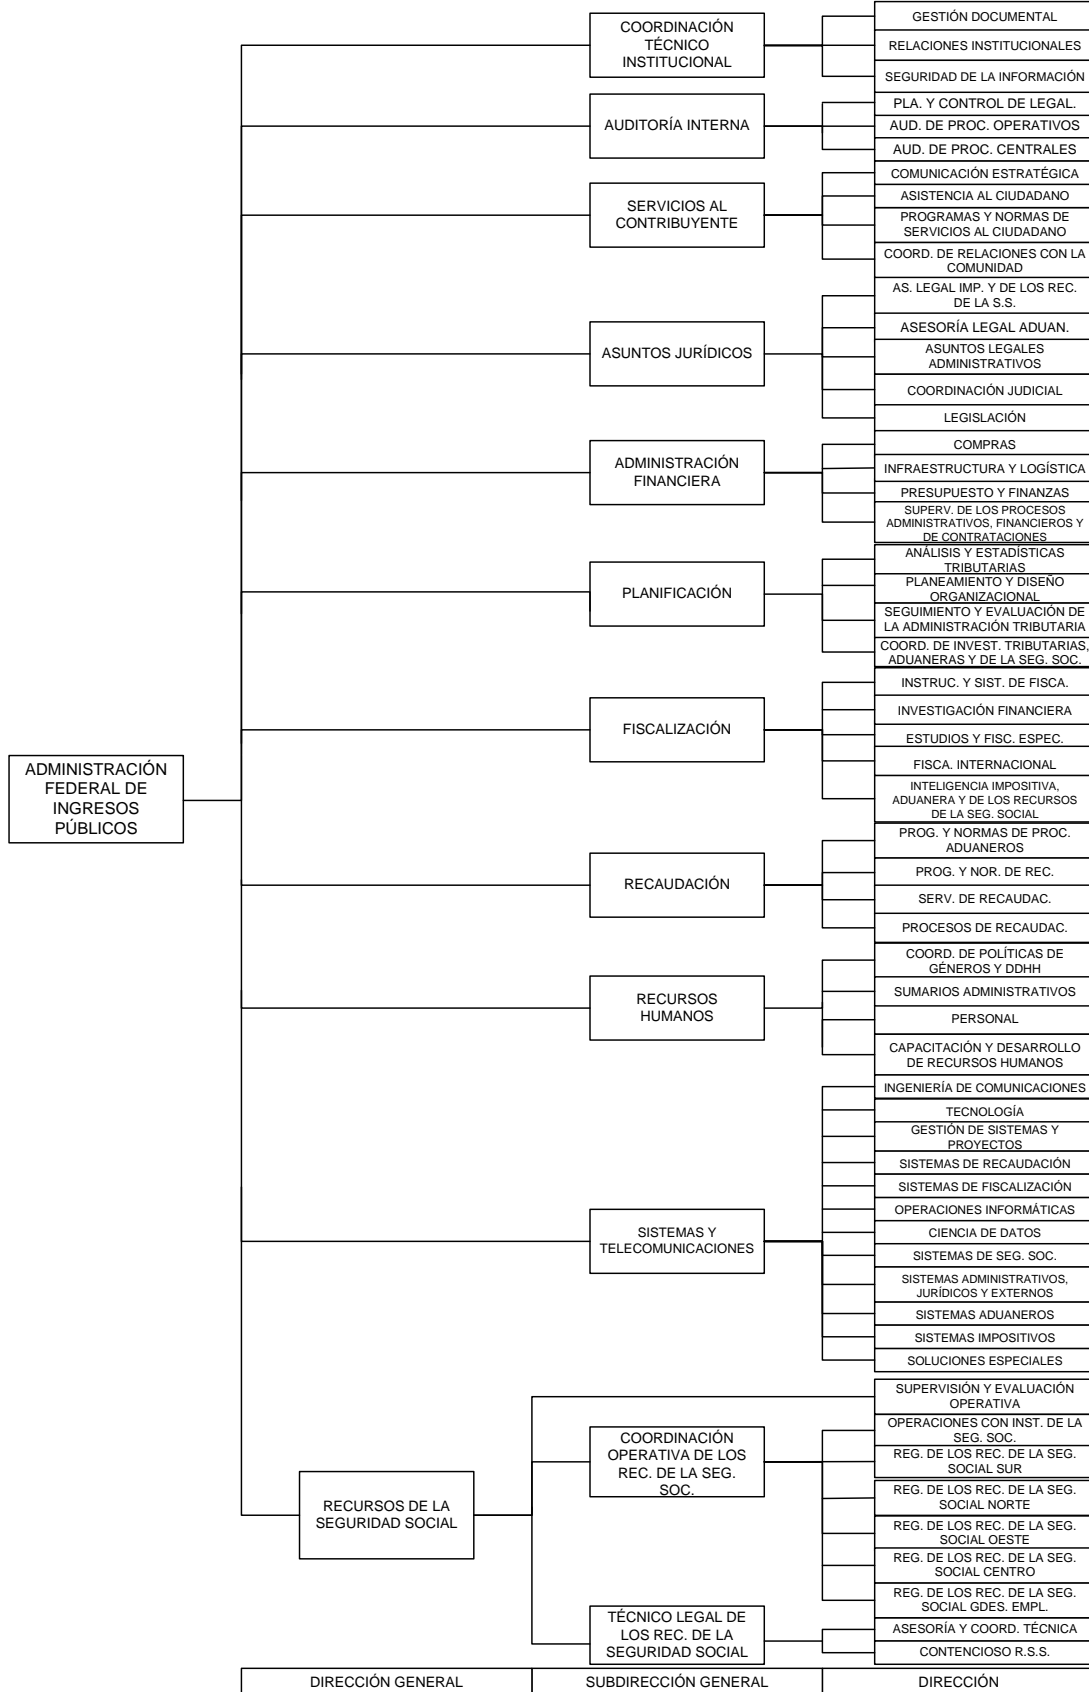 ADMINISTRACIÓN
FEDERAL DE
INGRESOS
PÚBLICOS
COORDINACIÓN
TÉCNICO
INSTITUCIONAL
GESTIÓN DOCUMENTAL
RELACIONES INSTITUCIONALES
SEGURIDAD DE LA INFORMACIÓN
AUDITORÍA INTERNA
PLA. Y CONTROL DE LEGAL.
AUD. DE PROC. OPERATIVOS
AUD. DE PROC. CENTRALES
SERVICIOS AL
CONTRIBUYENTE
COMUNICACIÓN ESTRATÉGICA
ASISTENCIA AL CIUDADANO
PROGRAMAS Y NORMAS DE
SERVICIOS AL CIUDADANO
COORD. DE RELACIONES CON LA
COMUNIDAD
ASUNTOS JURÍDICOS
AS. LEGAL IMP. Y DE LOS REC.
DE LA S.S.
ASESORÍA LEGAL ADUAN.
ASUNTOS LEGALES
ADMINISTRATIVOS
COORDINACIÓN JUDICIAL
LEGISLACIÓN
ADMINISTRACIÓN
FINANCIERA
COMPRAS
INFRAESTRUCTURA Y LOGÍSTICA
PRESUPUESTO Y FINANZAS
SUPERV. DE LOS PROCESOS
ADMINISTRATIVOS, FINANCIEROS Y
DE CONTRATACIONES
PLANIFICACIÓN
ANÁLISIS Y ESTADÍSTICAS
TRIBUTARIAS
PLANEAMIENTO Y DISEÑO
ORGANIZACIONAL
SEGUIMIENTO Y EVALUACIÓN DE
LA ADMINISTRACIÓN TRIBUTARIA
COORD. DE INVEST. TRIBUTARIAS,
ADUANERAS Y DE LA SEG. SOC.
FISCALIZACIÓN
INSTRUC. Y SIST. DE FISCA.
INVESTIGACIÓN FINANCIERA
ESTUDIOS Y FISC. ESPEC.
FISCA. INTERNACIONAL
INTELIGENCIA IMPOSITIVA,
ADUANERA Y DE LOS RECURSOS
DE LA SEG. SOCIAL
RECAUDACIÓN
PROG. Y NORMAS DE PROC.
ADUANEROS
PROG. Y NOR. DE REC.
SERV. DE RECAUDAC.
PROCESOS DE RECAUDAC.
RECURSOS
HUMANOS
COORD. DE POLÍTICAS DE
GÉNEROS Y DDHH
SUMARIOS ADMINISTRATIVOS
PERSONAL
CAPACITACIÓN Y DESARROLLO
DE RECURSOS HUMANOS
SISTEMAS Y
TELECOMUNICACIONES
INGENIERÍA DE COMUNICACIONES
TECNOLOGÍA
GESTIÓN DE SISTEMAS Y
PROYECTOS
SISTEMAS DE RECAUDACIÓN
SISTEMAS DE FISCALIZACIÓN
OPERACIONES INFORMÁTICAS
CIENCIA DE DATOS
SISTEMAS DE SEG. SOC.
SISTEMAS ADMINISTRATIVOS,
JURÍDICOS Y EXTERNOS
SISTEMAS ADUANEROS
SISTEMAS IMPOSITIVOS
SOLUCIONES ESPECIALES
RECURSOS DE LA
SEGURIDAD SOCIAL
SUPERVISIÓN Y EVALUACIÓN
OPERATIVA
COORDINACIÓN
OPERATIVA DE LOS
REC. DE LA SEG.
SOC.
OPERACIONES CON INST. DE LA
SEG. SOC.
REG. DE LOS REC. DE LA SEG.
SOCIAL SUR
REG. DE LOS REC. DE LA SEG.
SOCIAL NORTE
REG. DE LOS REC. DE LA SEG.
SOCIAL OESTE
REG. DE LOS REC. DE LA SEG.
SOCIAL CENTRO
REG. DE LOS REC. DE LA SEG.
SOCIAL GDES. EMPL.
TÉCNICO LEGAL DE
LOS REC. DE LA
SEGURIDAD SOCIAL
ASESORÍA Y COORD. TÉCNICA
CONTENCIOSO R.S.S.
DIRECCIÓN GENERAL
SUBDIRECCIÓN GENERAL
DIRECCIÓN